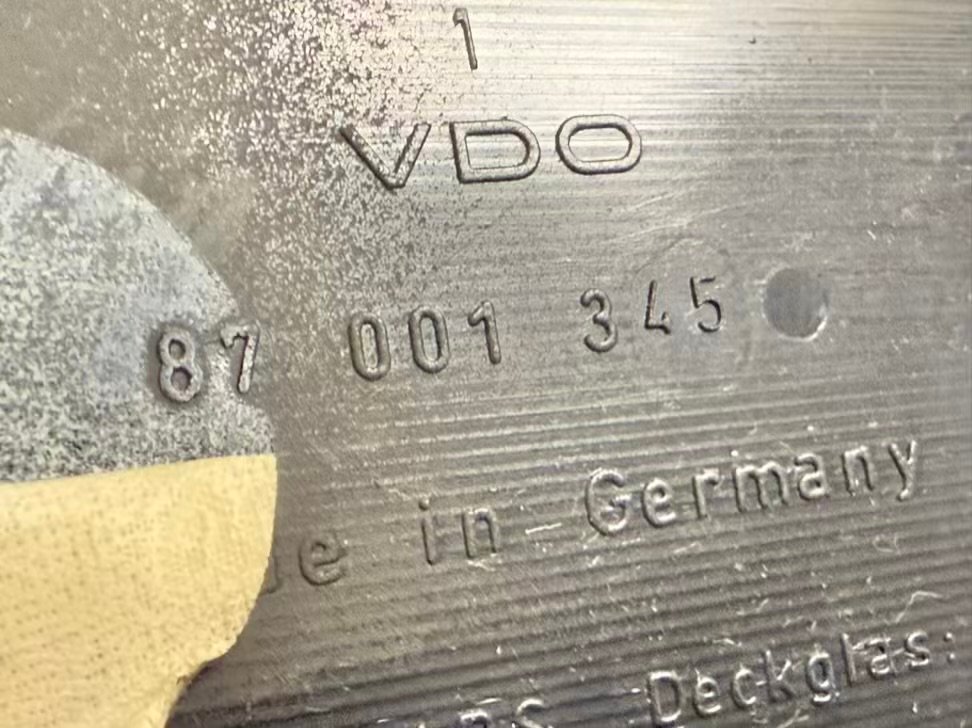 1
VDO
87 001 345
in Germany
Deckglas: